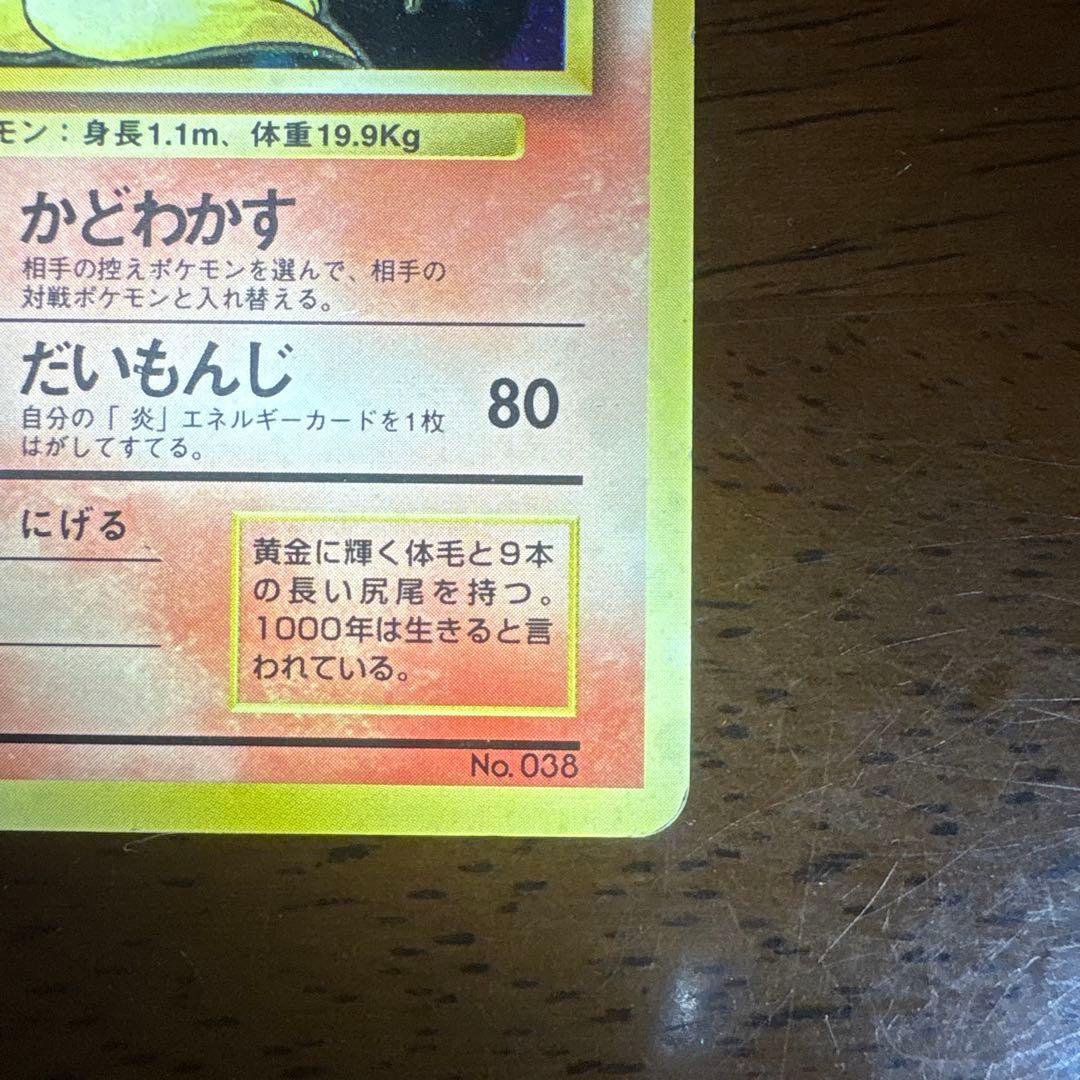 モン：身長1.1m、体重19.9Kg
かどわかす
相手の控えポケモンを選んで、相手の
対戦ポケモンと入れ替える。
だいもんじ
80
自分の「炎」エネルギーカードを1枚
はがしてすてる。
にげる
黄金に輝く体毛と９本
の長い尻尾を持つ。
1000年は生きると言
われている。
No.038